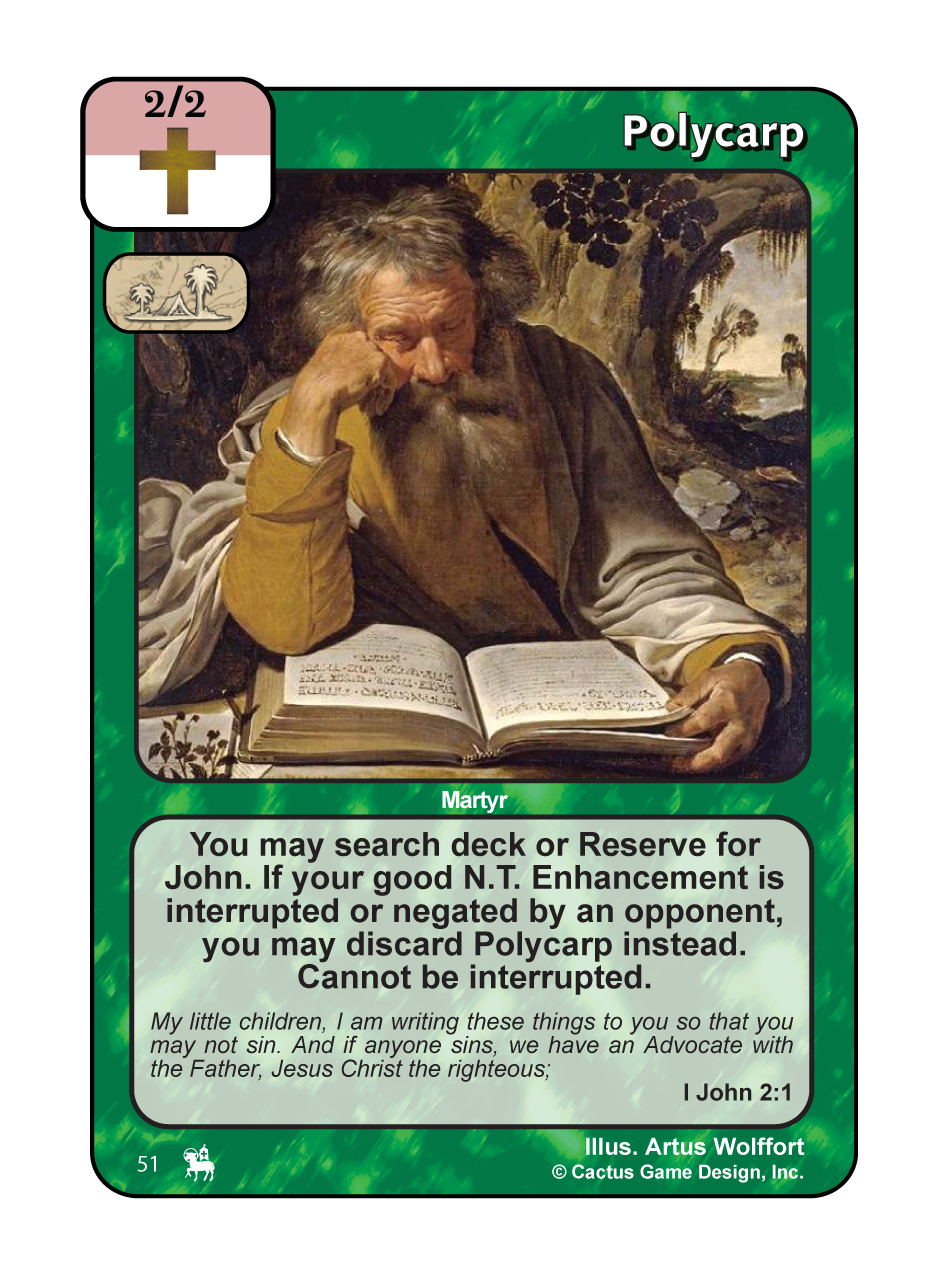 2/2
Polycarp
Martyr
You may search deck or Reserve for
John. If your good N.T. Enhancement is
interrupted or negated by an opponent,
you may discard Polycarp instead.
Cannot be interrupted.
My little children, I am writing these things to you so that you
may not sin. And if anyone sins, we have an Advocate with
the Father, Jesus Christ the righteous;
I John 2:1
51
Illus. Artus Wolffort
© Cactus Game Design, Inc.